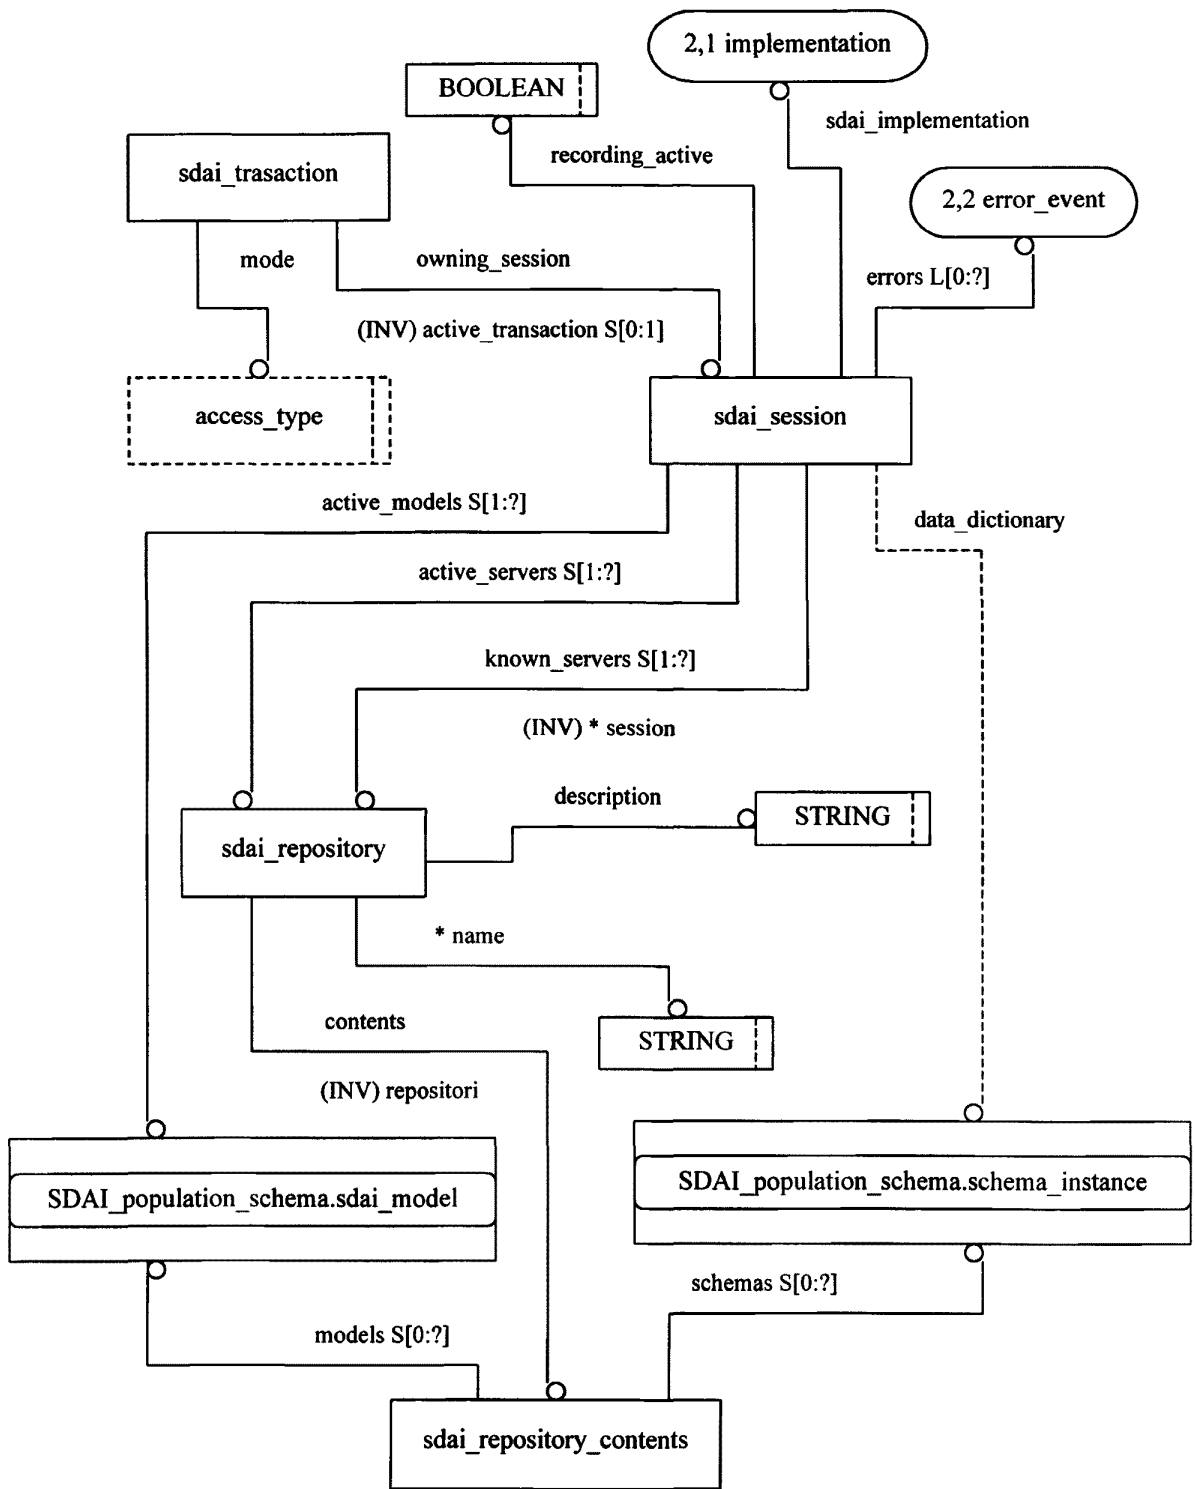 2,1 implementation
BOOLEAN
sdai_implementation
recording_active
sdai_trasaction
2,2 error_event
mode
owning_session
errors L[0:?]
(INV) active_transaction S[0:1]
access_type
sdai_session
active_models S[1:?]
data_dictionary
active_servers S[1:?]
known_servers S[1:?]
(INV) * session
description
STRING
sdai_repository
* name
contents
STRING
(INV) repositori
SDAI_population_schema.sdai_model
SDAI_population_schema.schema_instance
schemas S[0:?]
models S[0:?]
sdai_repository_contents